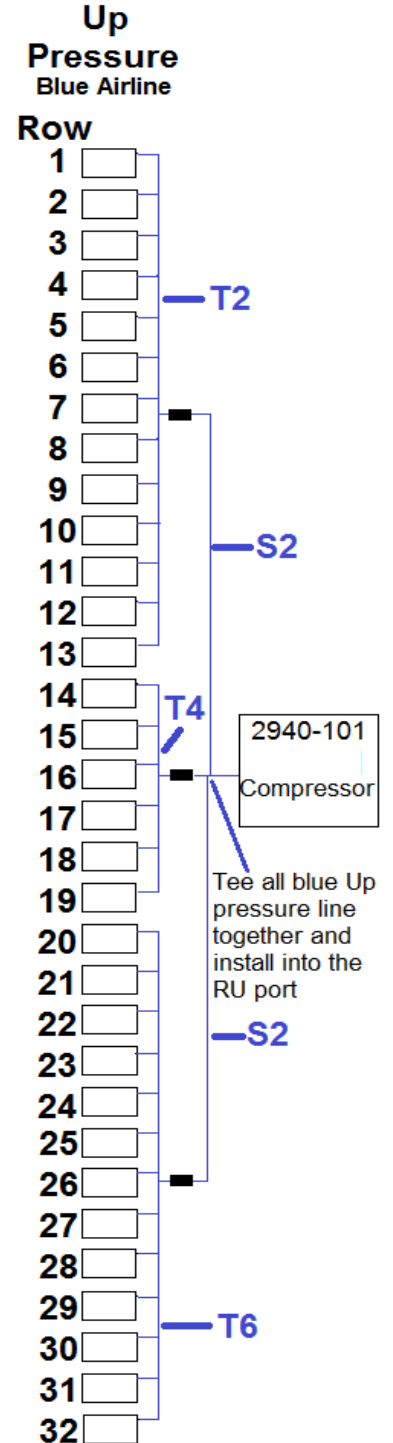 Up
Pressure
Blue Airline
Row
1
2
3
4
T2
5
6
7
8
9
10
S2
11
12
13
14
T4
15
2940-101
16
Compressor
17
18
Tee all blue Up
19
pressure line
together and
20
install into the
21
RU port
22
S2
23
24
25
26
27
28
29
T6
30
31
32